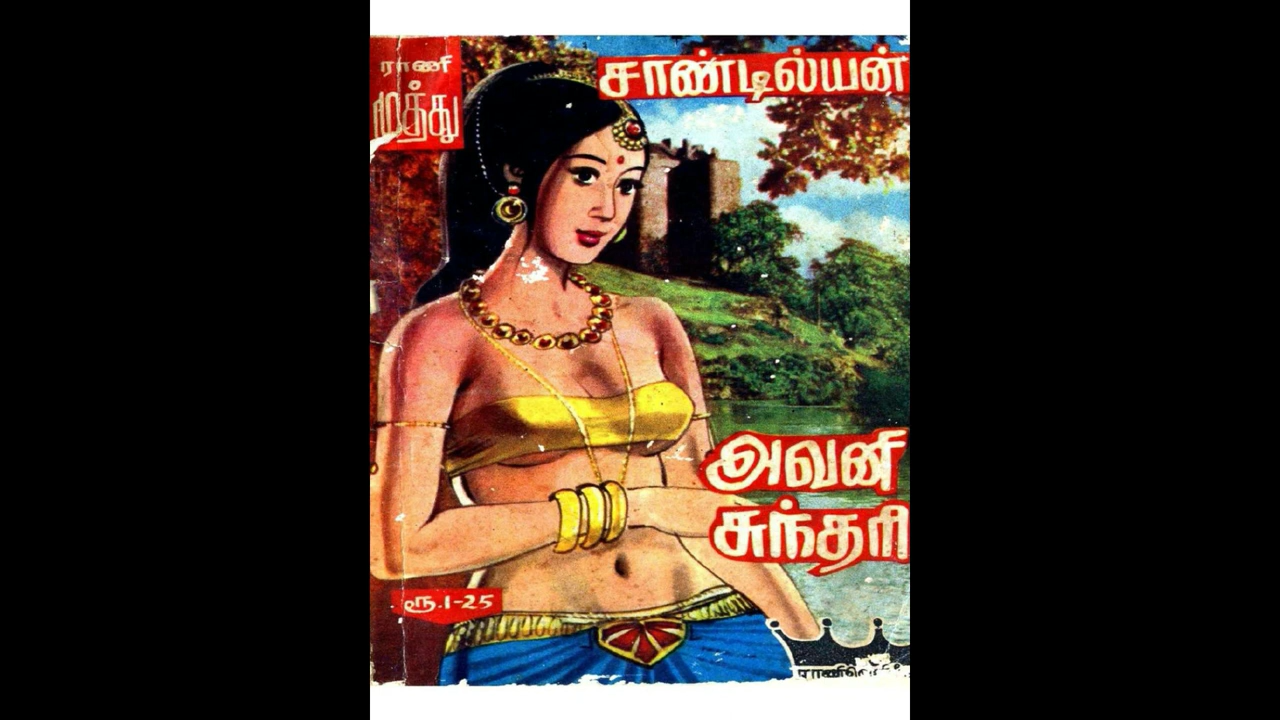 ராணி
முத்து
சாண்டில்யன்
அவனி
சுந்தரி
ரூ.1-25